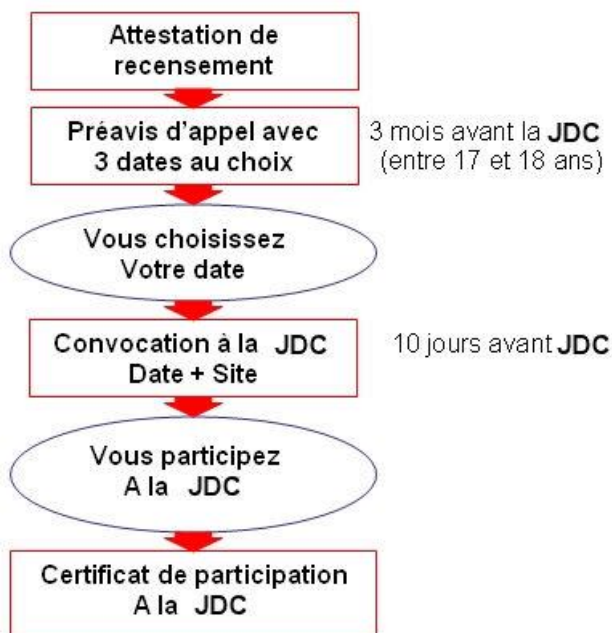 Attestation de
recensement
Préavis d'appel avec
3 dates au choix
3 mois avant la JDC
(entre 17 et 18 ans)
Vous choisissez
Votre date
Convocation à la JDC
Date + Site
10 jours avant JDC
Vous participez
A la JDC
Certificat de participation
A la JDC